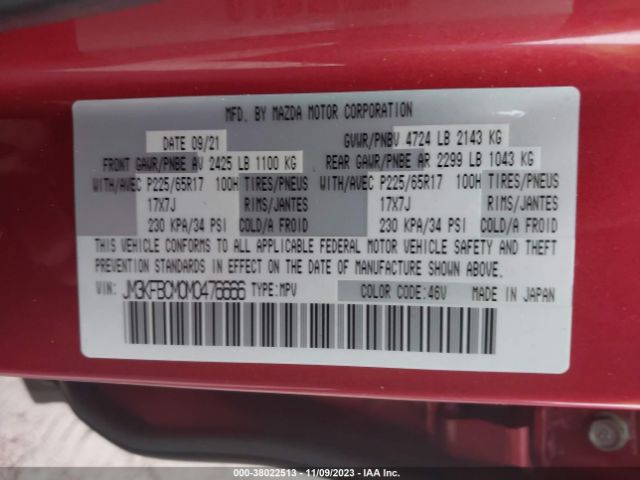 MFD. BY MAZDA MOTOR CORPORATION
DATE 09/21 GVWR/PNBV 4724 LB 2143 KG
FRONT GAWR/PNBE AV 2425 LB 1100 KG REAR GAWR/PNBE AR 2299 LB 1043 KG
WITH/AVEC P225/65R17 100H TIRES/PNEUS WITH/AVEC P225/65R17 100H TIRES/PNEUS
17X7J RIMS/JANTES 17X7J RIMS/JANTES
230 KPA/34 PSI COLD/A FROID 230 KPA/34 PSI COLD/A FROID
THIS VEHICLE CONFORMS TO ALL APPLICABLE FEDERAL MOTOR VEHICLE SAFETY AND THEFT
PREVENTION STANDARDS IN EFFECT ON THE DATE OF MANUFACTURE SHOWN ABOVE.
VIN: JM3KFBCM0M0476666 TYPE:MPV COLOR CODE:46V MADE IN JAPAN
000-38022513 - 11/09/2023 - IAA Inc.